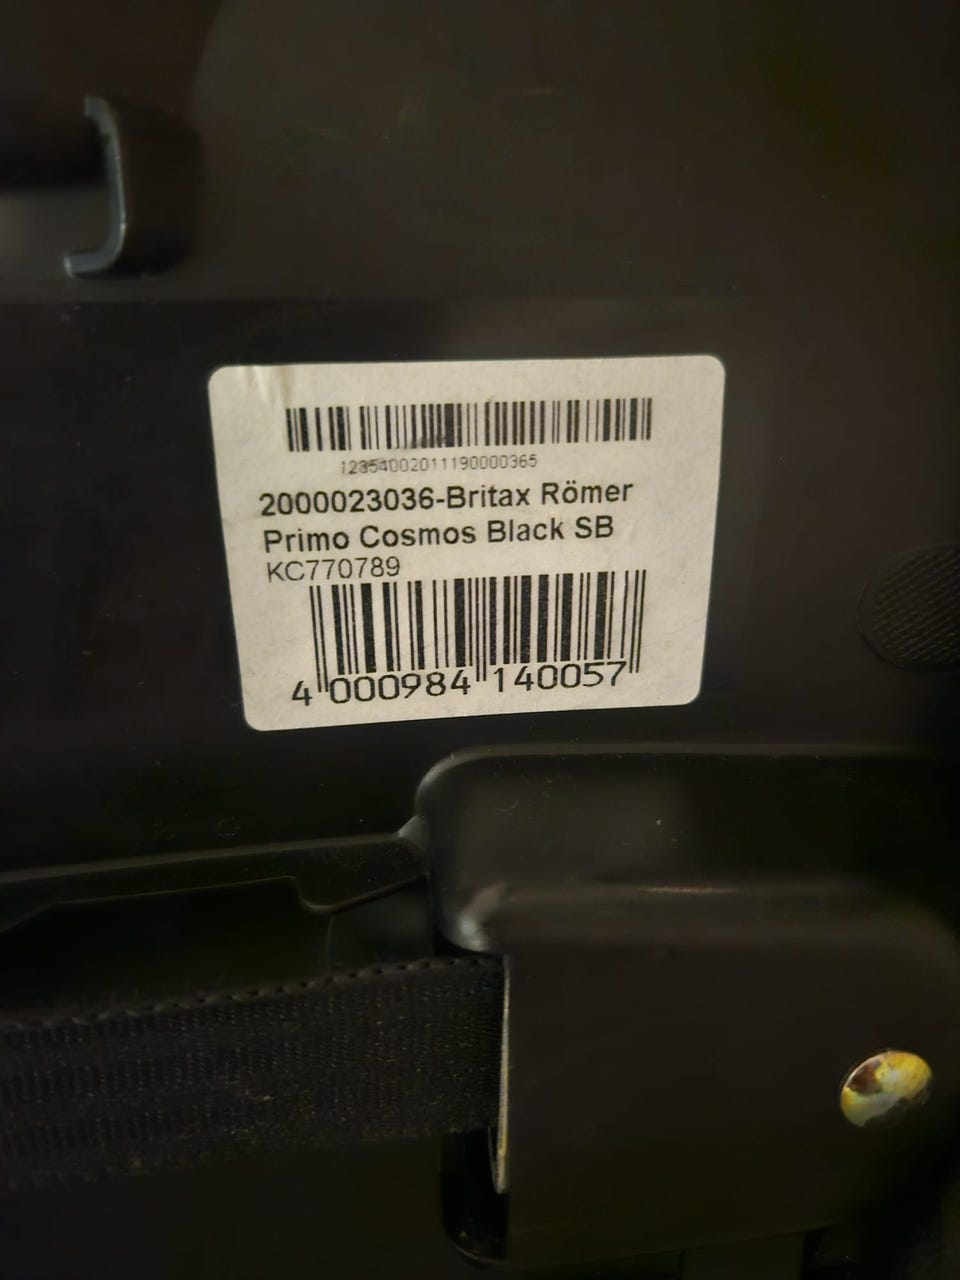 12354002011190000365
2000023036-Britax Römer
Primo Cosmos Black SB
KC770789
4 000984 140057